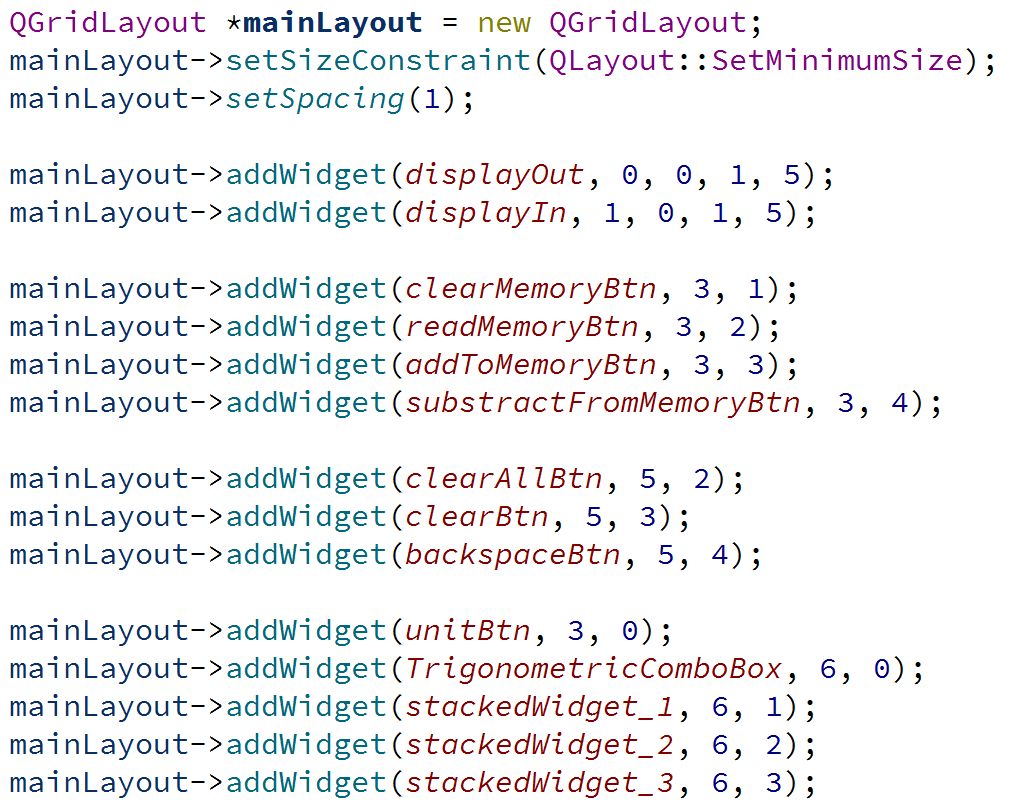 QGridLayout *mainLayout = new QGridLayout;
mainLayout->setSizeConstraint(QLayout::SetMinimumSize);
mainLayout->setSpacing(1);
mainLayout->addWidget(displayOut, 0, 0, 1, 5);
mainLayout->addWidget(displayIn, 1, 0, 1, 5);
mainLayout->addWidget(clearMemoryBtn, 3, 1);
mainLayout->addWidget(readMemoryBtn, 3, 2);
mainLayout->addWidget(addToMemoryBtn, 3, 3);
mainLayout->addWidget(substractFromMemoryBtn, 3, 4);
mainLayout->addWidget(clearAllBtn, 5, 2);
mainLayout->addWidget(clearBtn, 5, 3);
mainLayout->addWidget(backspaceBtn, 5, 4);
mainLayout->addWidget(unitBtn, 3, 0);
mainLayout->addWidget(TrigonometricComboBox, 6, 0);
mainLayout->addWidget(stackedWidget_1, 6, 1);
mainLayout->addWidget(stackedWidget_2, 6, 2);
mainLayout->addWidget(stackedWidget_3, 6, 3);